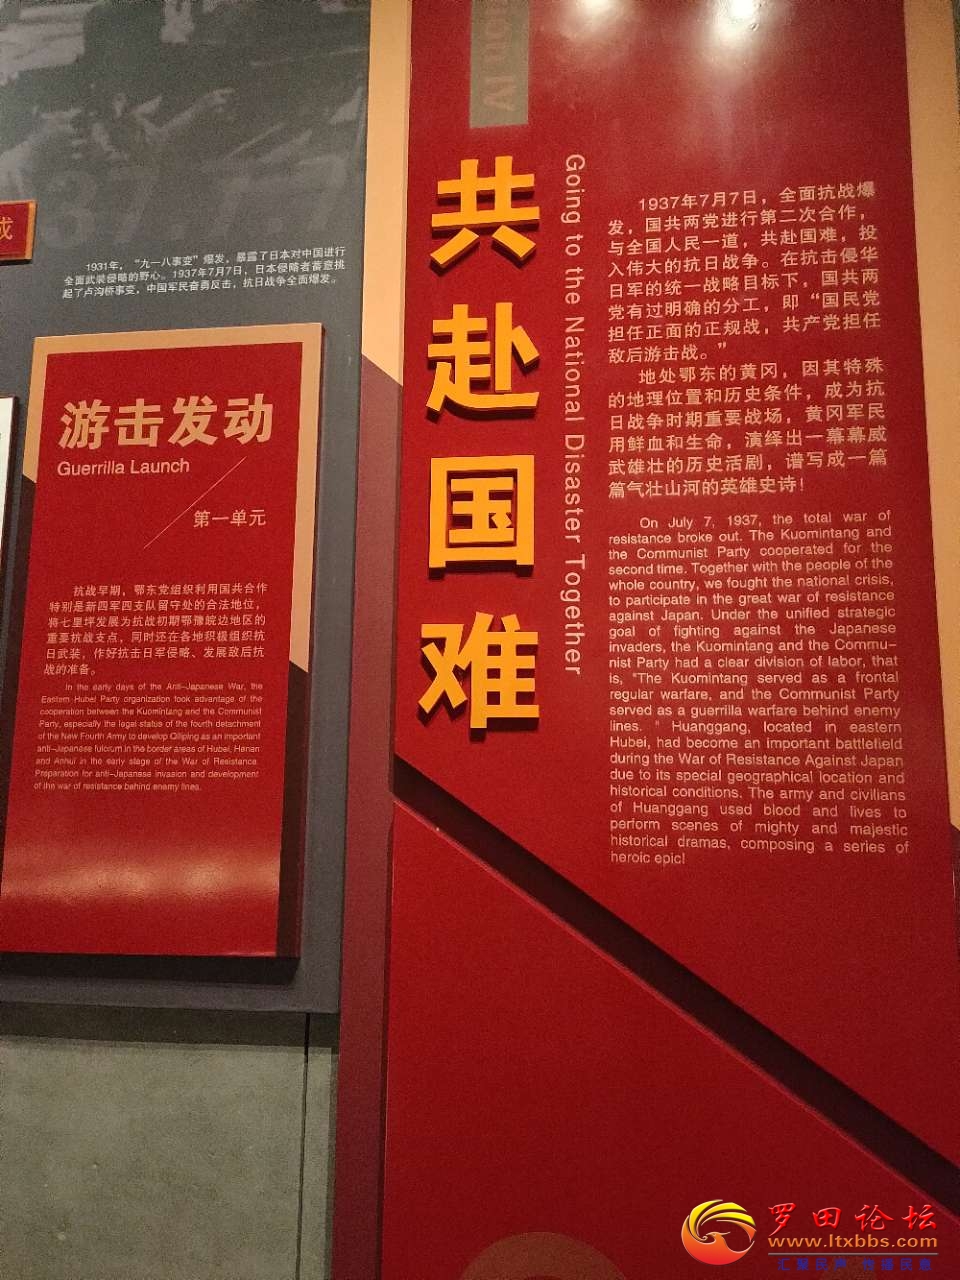 1931年，“九一八事变”爆发，暴露了日本对中国进行
全面武装侵略的野心。1937年7月7日，日本侵略者蓄意挑
起了卢沟桥事变，中国军民奋勇反击，抗日战争全面爆发。
游击发动
Guerrilla Launch
第一单元
抗战早期，鄂东党组织利用国共合作
特别是新四军四支队留守处的合法地位，
将七里坪发展为抗战初期鄂豫皖边地区的
重要抗战支点，同时还在各地积极组织抗
日武装，作好抗击日军侵略、发展敌后抗
战的准备。
In the early days of the Anti-Japanese War, the
Eastern Hubei Party organization took advantage of the
cooperation between the Kuomintang and the Communist
Party, especially the legal status of the fourth detachment
of the New Fourth Army to develop Qiliping as an important
anti-Japanese fulcrum in the border areas of Hubei, Henan
and Anhui in the early stage of the War of Resistance.
Preparation for anti-Japanese invasion and development
of the war of resistance behind enemy lines.
共赴国难
Going to the National Disaster Together
1937年7月7日，全面抗战爆
发，国共两党进行第二次合作，
与全国人民一道，共赴国难，投
入伟大的抗日战争。在抗击侵华
日军的统一战略目标下，国共两
党有过明确的分工，即“国民党
担任正面的正规战，共产党担任
敌后游击战。”
地处鄂东的黄冈，因其特殊
的地理位置和历史条件，成为抗
日战争时期重要战场，黄冈军民
用鲜血和生命，演绎出一幕幕威
武雄壮的历史活剧，谱写成一篇
篇气壮山河的英雄史诗！
On July 7, 1937, the total war of
resistance broke out. The Kuomintang and
the Communist Party cooperated for the
second time. Together with the people of the
whole country, we fought the national crisis,
to participate in the great war of resistance
against Japan. Under the unified strategic
goal of fighting against the Japanese
invaders, the Kuomintang and the Commu-
nist Party had a clear division of labor, that
is, "The Kuomintang served as a frontal
regular warfare, and the Communist Party
served as a guerrilla warfare behind enemy
lines. " Huanggang, located in eastern
Hubei, had become an important battlefield
during the War of Resistance Against Japan
due to its special geographical location and
historical conditions. The army and civilians
of Huanggang used blood and lives to
perform scenes of mighty and majestic
historical dramas, composing a series of
heroic epic!
罗田论坛
www.ltxbbs.com